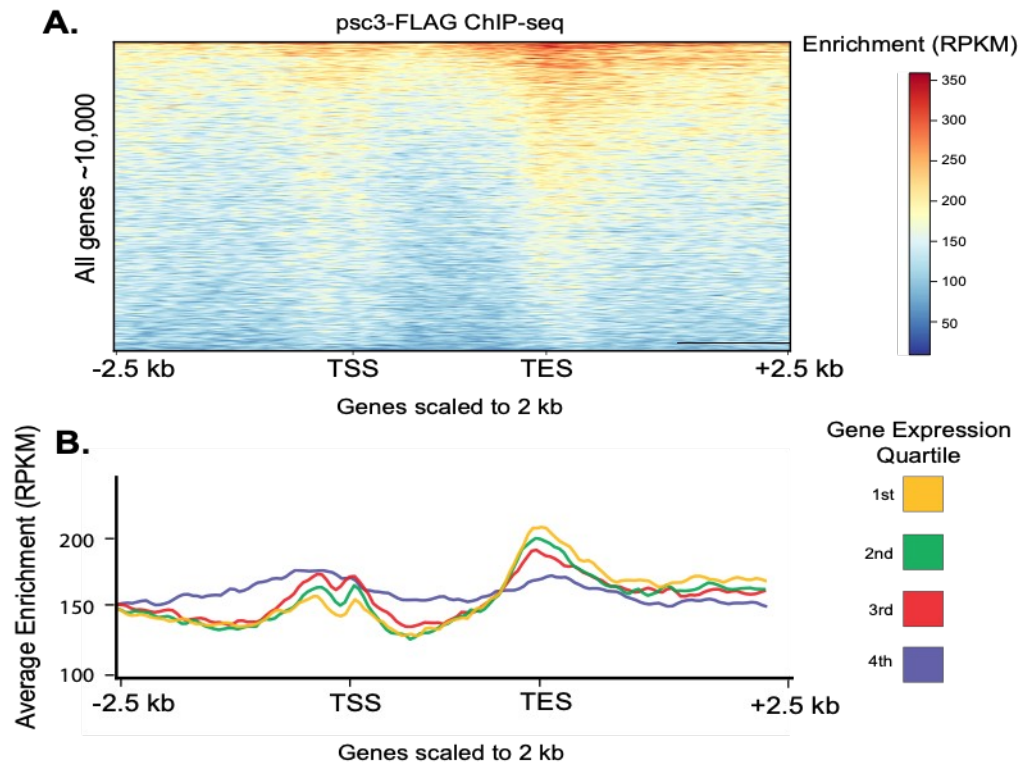 A.
psc3-FLAG ChIP-seq
Enrichment (RPKM)
All genes ~10,000
350
300
250
200
150
100
50
-2.5 kb TSS TES +2.5 kb
Genes scaled to 2 kb
B.
Average Enrichment (RPKM)
200
150
100
-2.5 kb TSS TES +2.5 kb
Genes scaled to 2 kb
Gene Expression
Quartile
1st
2nd
3rd
4th